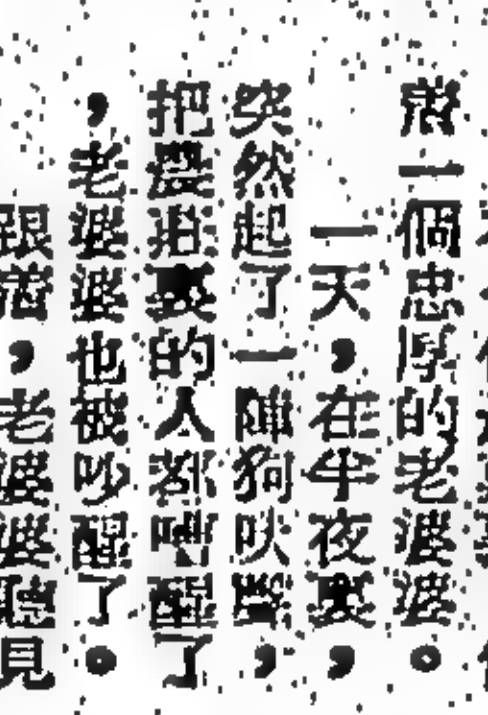 一個忠厚的老婆婆。
一天，在半夜裏，
突然起了一陣狗吠聲，
把農莊裏的人都嘈醒了
，老婆婆也被吵醒了。
跟着，老婆婆聽見